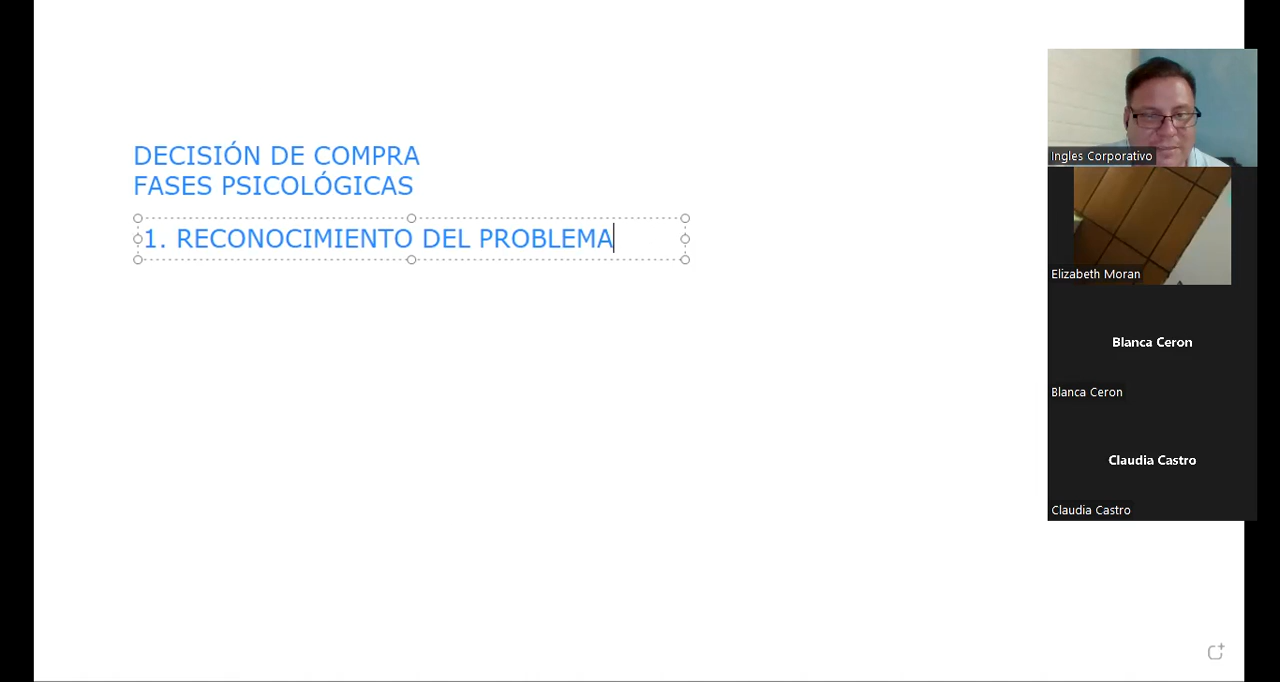 DECISIÓN DE COMPRA
FASES PSICOLÓGICAS
1. RECONOCIMIENTO DEL PROBLEMA
Ingles Corporativo
Elizabeth Moran
Blanca Ceron
Blanca Ceron
Claudia Castro
Claudia Castro